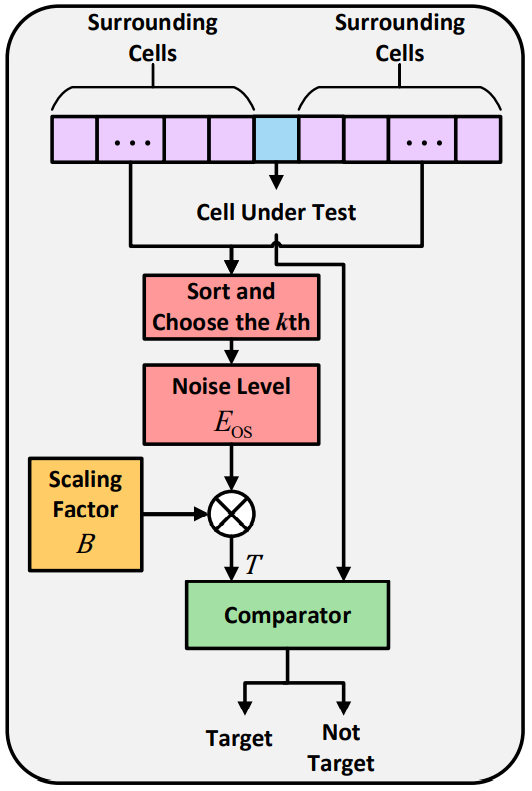 Surrounding
Cells
Surrounding
Cells
. . .
. . .
Cell Under Test
Sort and
Choose the kth
Noise Level
E_OS
Scaling
Factor
B
T
Comparator
Target
Not
Target